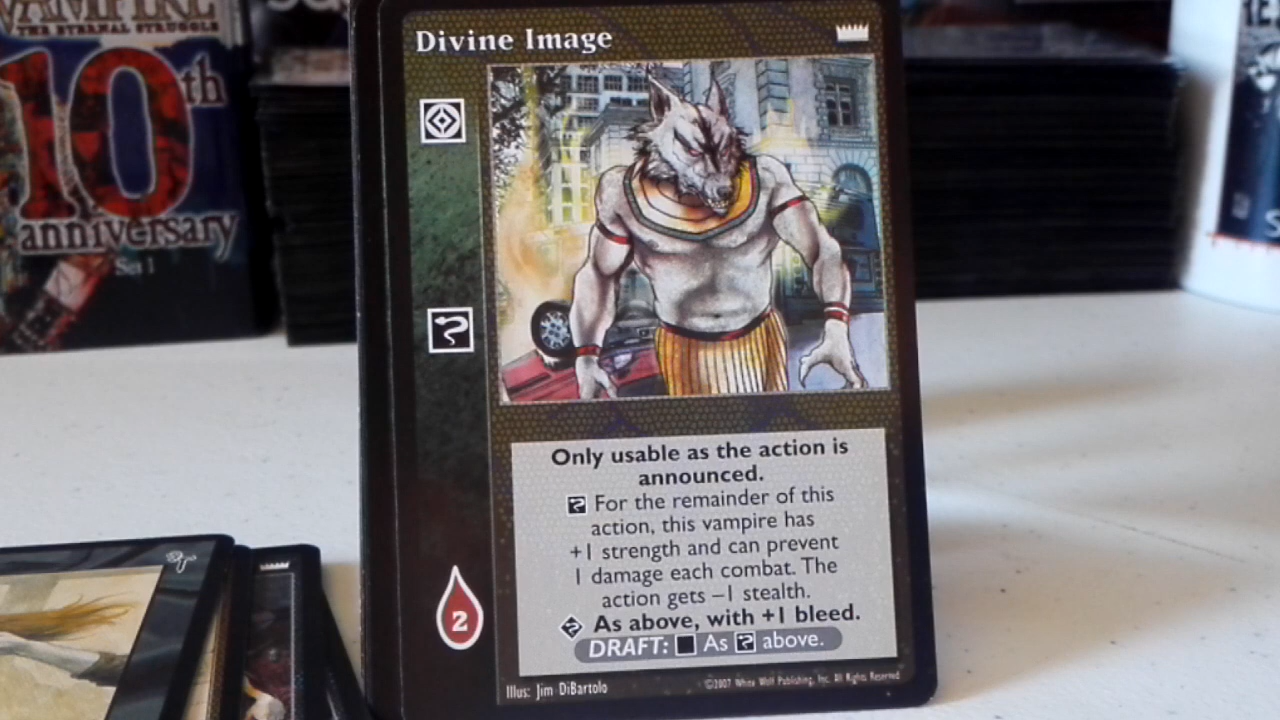 VAMPIRE
THE ETERNAL STRUGGLE
10th
anniversary
Set 1
Divine Image
Only usable as the action is
announced.
For the remainder of this
action, this vampire has
+1 strength and can prevent
1 damage each combat. The
action gets –1 stealth.
As above, with +1 bleed.
DRAFT: As above.
2
Illus: Jim DiBartolo
©2007 White Wolf Publishing, Inc. All Rights Reserved